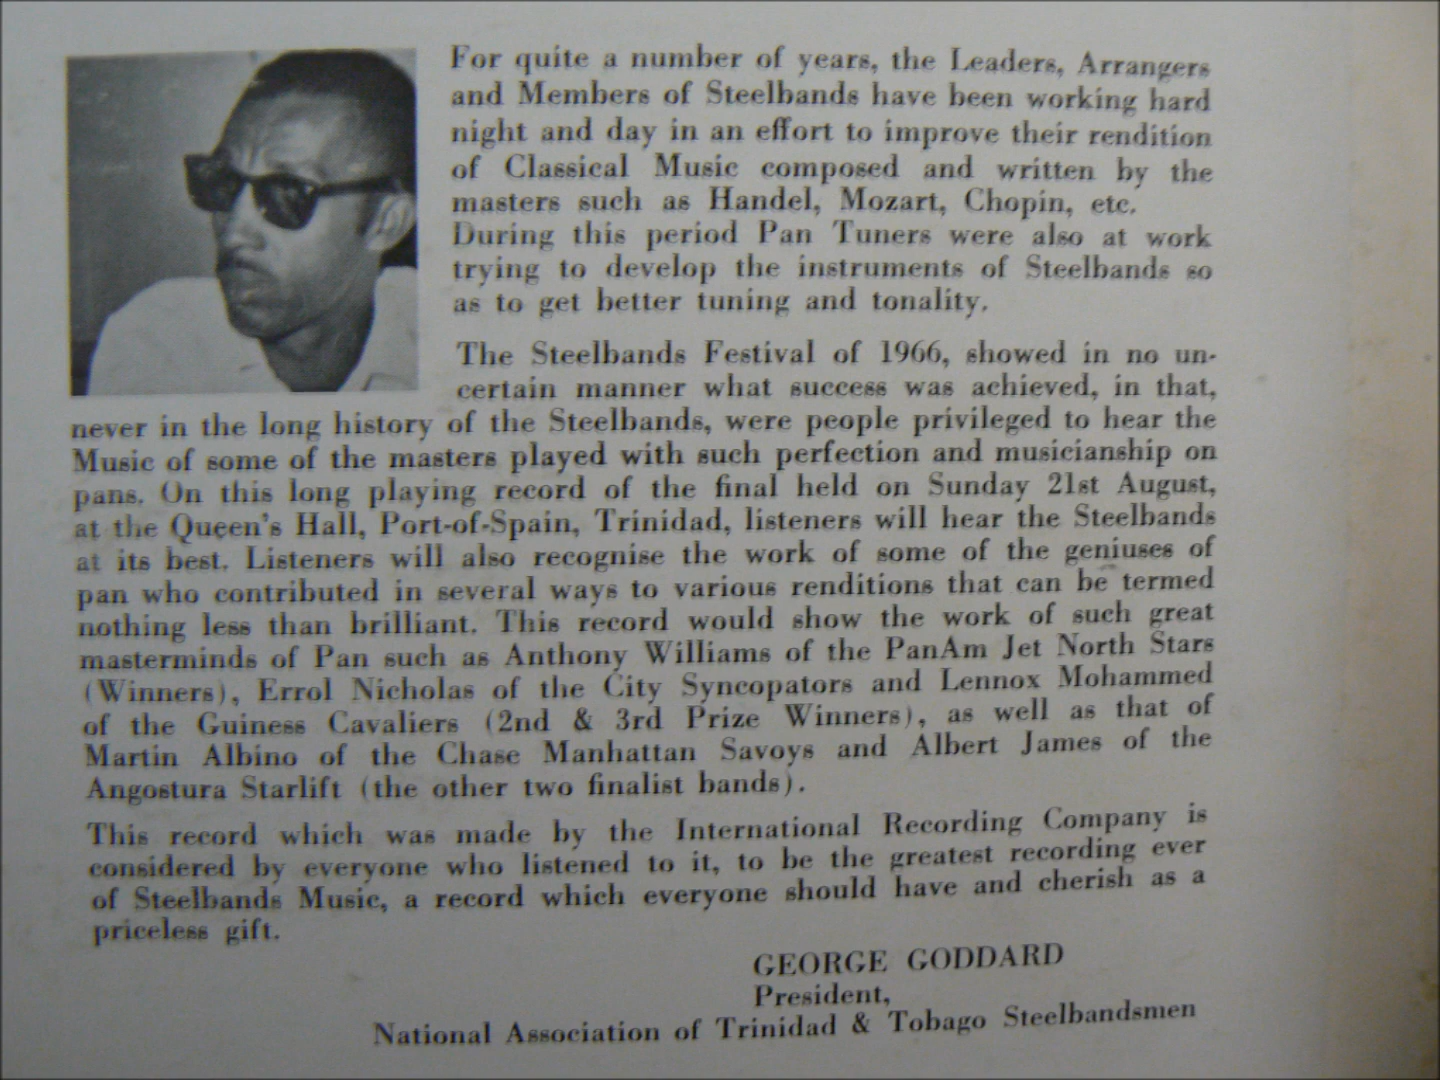 For quite a number of years, the Leaders, Arrangers
and Members of Steelbands have been working hard
night and day in an effort to improve their rendition
of Classical Music composed and written by the
masters such as Handel, Mozart, Chopin, etc.
During this period Pan Tuners were also at work
trying to develop the instruments of Steelbands so
as to get better tuning and tonality.
The Steelbands Festival of 1966, showed in no un-
certain manner what success was achieved, in that,
never in the long history of the Steelbands, were people privileged to hear the
Music of some of the masters played with such perfection and musicianship on
pans. On this long playing record of the final held on Sunday 21st August,
at the Queen's Hall, Port-of-Spain, Trinidad, listeners will hear the Steelbands
at its best. Listeners will also recognise the work of some of the geniuses of
pan who contributed in several ways to various renditions that can be termed
nothing less than brilliant. This record would show the work of such great
masterminds of Pan such as Anthony Williams of the PanAm Jet North Stars
(Winners), Errol Nicholas of the City Syncopators and Lennox Mohammed
of the Guiness Cavaliers (2nd & 3rd Prize Winners), as well as that of
Martin Albino of the Chase Manhattan Savoys and Albert James of the
Angostura Starlift (the other two finalist bands).
This record which was made by the International Recording Company is
considered by everyone who listened to it, to be the greatest recording ever
of Steelbands Music, a record which everyone should have and cherish as a
priceless gift.
GEORGE GODDARD
President,
National Association of Trinidad & Tobago Steelbandsmen